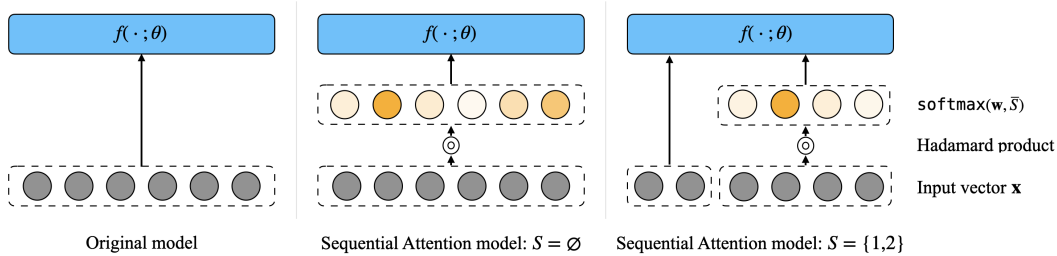 f( · ; θ)
f( · ; θ)
f( · ; θ)
softmax(w, S̅)
Hadamard product
Input vector x
Original model
Sequential Attention model: S = ∅
Sequential Attention model: S = {1,2}